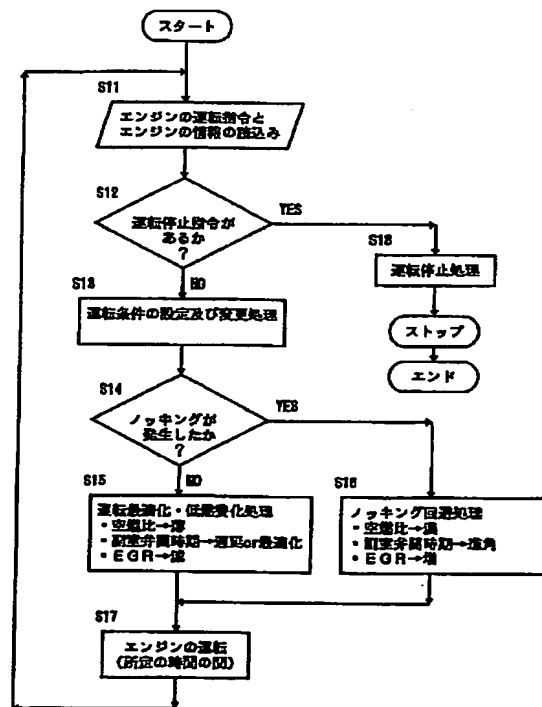 スタート
S11
エンジンの運転指令と
エンジンの情報の読込み
S12
運転停止指令が
あるか
?
YES
S18
運転停止処理
NO
S13
運転条件の設定及び変更処理
ストップ
エンド
S14
ノッキングが
発生したか
?
YES
NO
S15
運転最適化・低燃費化処理
・空燃比→薄
・副室弁開時期→遅延or最適化
・EGR→減
S16
ノッキング回避処理
・空燃比→濃
・副室弁開時期→進角
・EGR→増
S17
エンジンの運転
(所定の時間の間)